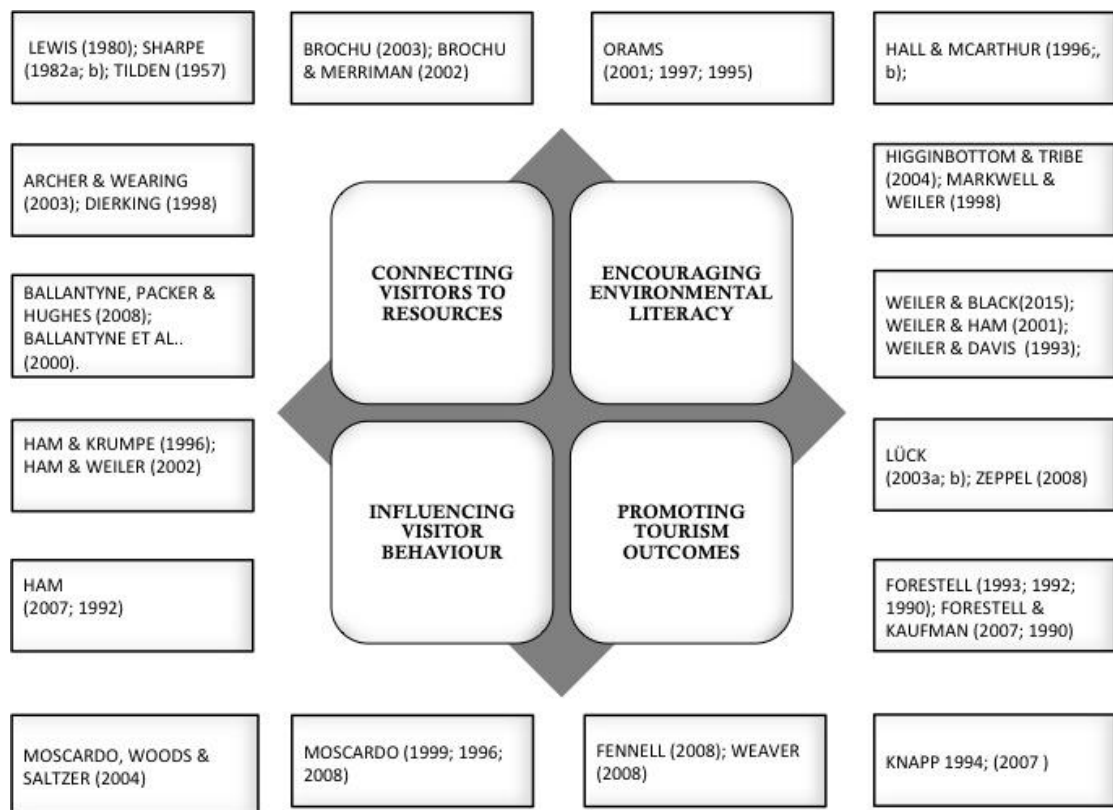 LEWIS (1980); SHARPE
(1982a; b); TILDEN (1957)
BROCHU (2003); BROCHU
& MERRIMAN (2002)
ORAMS
(2001; 1997; 1995)
HALL & MCARTHUR (1996;,
b);
ARCHER & WEARING
(2003); DIERKING (1998)
HIGGINBOTTOM & TRIBE
(2004); MARKWELL &
WEILER (1998)
CONNECTING
VISITORS TO
RESOURCES
ENCOURAGING
ENVIRONMENTAL
LITERACY
BALLANTYNE, PACKER &
HUGHES (2008);
BALLANTYNE ET AL..
(2000).
WEILER & BLACK(2015);
WEILER & HAM (2001);
WEILER & DAVIS (1993);
HAM & KRUMPE (1996);
HAM & WEILER (2002)
LÜCK
(2003a; b); ZEPPEL (2008)
INFLUENCING
VISITOR
BEHAVIOUR
PROMOTING
TOURISM
OUTCOMES
HAM
(2007; 1992)
FORESTELL (1993; 1992;
1990); FORESTELL &
KAUFMAN (2007; 1990)
MOSCARDO, WOODS &
SALTZER (2004)
MOSCARDO (1999; 1996;
2008)
FENNELL (2008); WEAVER
(2008)
KNAPP 1994; (2007 )